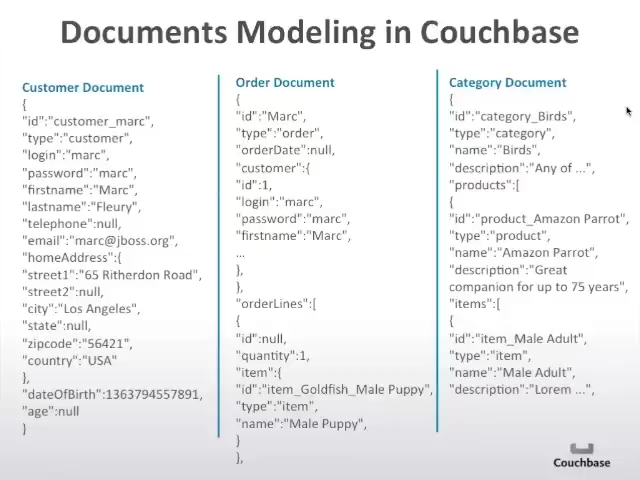 Documents Modeling in Couchbase
Customer Document
{
"id":"customer_marc",
"type":"customer",
"login":"marc",
"password":"marc",
"firstname":"Marc",
"lastname":"Fleury",
"telephone":null,
"email":"marc@jboss.org",
"homeAddress":{
"street1":"65 Ritherdon Road",
"street2":null,
"city":"Los Angeles",
"state":null,
"zipcode":"56421",
"country":"USA"
},
"dateOfBirth":1363794557891,
"age":null
}
Order Document
{
"id":"Marc",
"type":"order",
"orderDate":null,
"customer":{
"id":1,
"login":"marc",
"password":"marc",
"firstname":"Marc",
...
},
},
"orderLines":[
{
"id":null,
"quantity":1,
"item":{
"id":"item_Goldfish_Male Puppy",
"type":"item",
"name":"Male Puppy",
}
},
Category Document
{
"id":"category_Birds",
"type":"category",
"name":"Birds",
"description":"Any of ...",
"products":[
{
"id":"product_Amazon Parrot",
"type":"product",
"name":"Amazon Parrot",
"description":"Great
companion for up to 75 years",
"items":[
{
"id":"item_Male Adult",
"type":"item",
"name":"Male Adult",
"description":"Lorem ...",
Couchbase